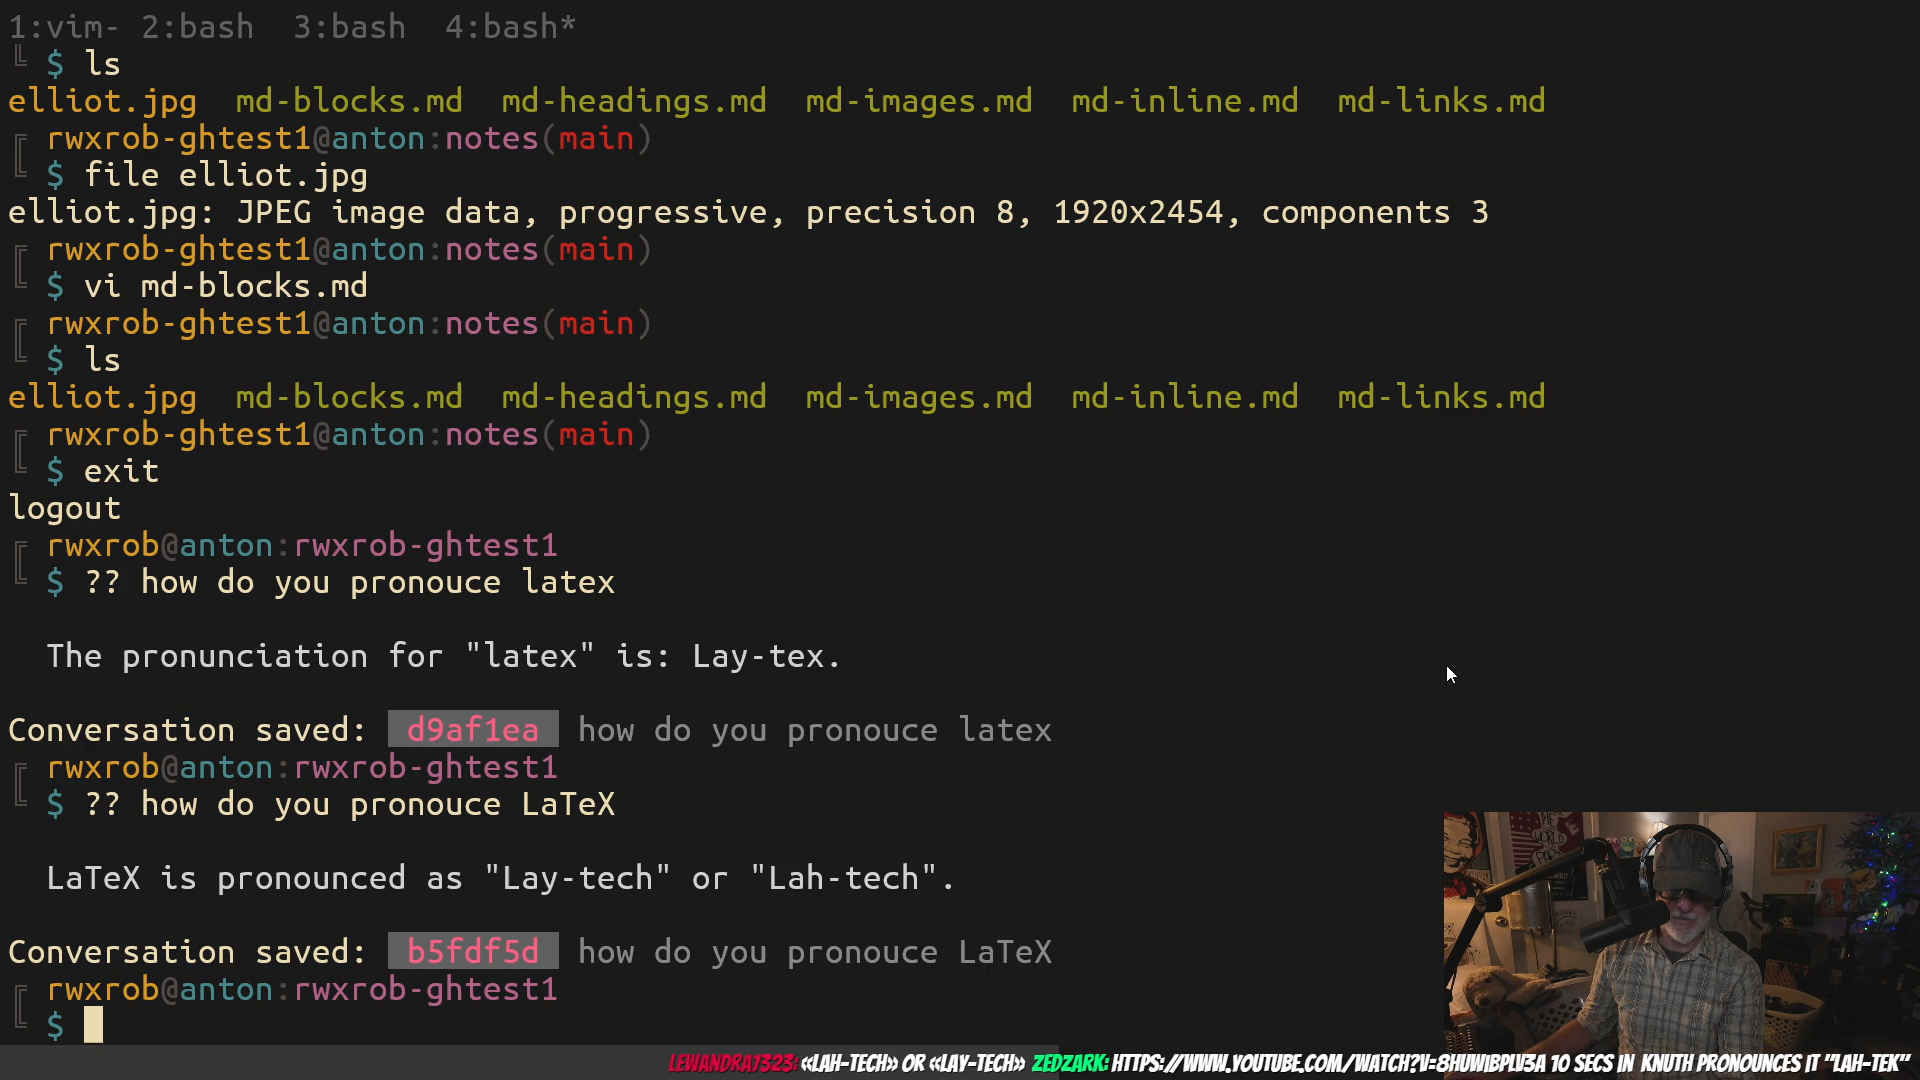 1:vim- 2:bash  3:bash  4:bash*
$ ls
elliot.jpg  md-blocks.md  md-headings.md  md-images.md  md-inline.md  md-links.md
rwxrob-ghtest1@anton:notes(main)
$ file elliot.jpg
elliot.jpg: JPEG image data, progressive, precision 8, 1920x2454, components 3
rwxrob-ghtest1@anton:notes(main)
$ vi md-blocks.md
rwxrob-ghtest1@anton:notes(main)
$ ls
elliot.jpg  md-blocks.md  md-headings.md  md-images.md  md-inline.md  md-links.md
rwxrob-ghtest1@anton:notes(main)
$ exit
logout
rwxrob@anton:rwxrob-ghtest1
$ ?? how do you pronouce latex
The pronunciation for "latex" is: Lay-tex.
Conversation saved: d9af1ea how do you pronouce latex
rwxrob@anton:rwxrob-ghtest1
$ ?? how do you pronouce LaTeX
LaTeX is pronounced as "Lay-tech" or "Lah-tech".
Conversation saved: b5fdf5d how do you pronouce LaTeX
rwxrob@anton:rwxrob-ghtest1
$
LEWANDRA7323: «LAH-TECH» OR «LAY-TECH» ZEDZARK: HTTPS://WWW.YOUTUBE.COM/WATCH?V=8HUWIBPLV3A 10 SECS IN KNUTH PRONOUNCES IT "LAH-TEK"